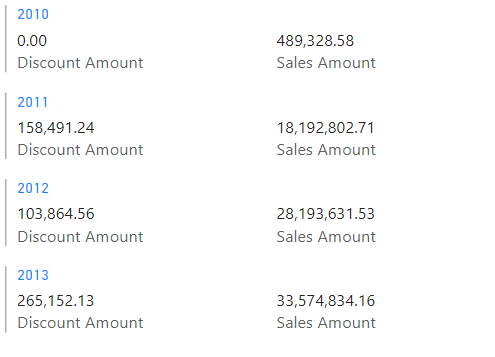 2010
0.00 489,328.58
Discount Amount Sales Amount
2011
158,491.24 18,192,802.71
Discount Amount Sales Amount
2012
103,864.56 28,193,631.53
Discount Amount Sales Amount
2013
265,152.13 33,574,834.16
Discount Amount Sales Amount